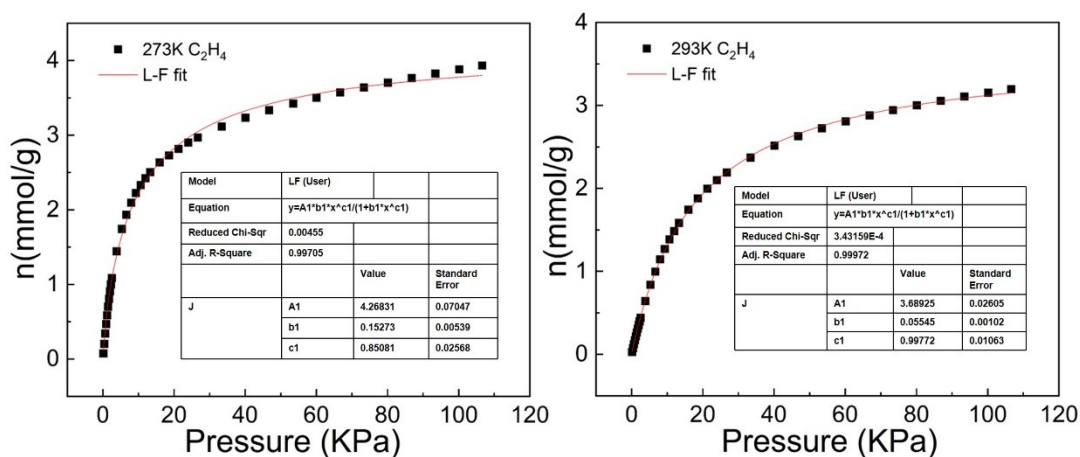 4
3
2
1
0
n(mmol/g)
273K C₂H₄
L-F fit
Model LF (User)
Equation y=A1*b1*x^c1/(1+b1*x^c1)
Reduced Chi-Sqr 0.00455
Adj. R-Square 0.99705
Value Standard Error
J A1 4.26831 0.07047
b1 0.15273 0.00539
c1 0.85081 0.02568
0 20 40 60 80 100 120
Pressure (KPa)
4
3
2
1
0
n(mmol/g)
293K C₂H₄
L-F fit
Model LF (User)
Equation y=A1*b1*x^c1/(1+b1*x^c1)
Reduced Chi-Sqr 3.43159E-4
Adj. R-Square 0.99972
Value Standard Error
J A1 3.68925 0.02605
b1 0.05545 0.00102
c1 0.99772 0.01063
0 20 40 60 80 100 120
Pressure (KPa)